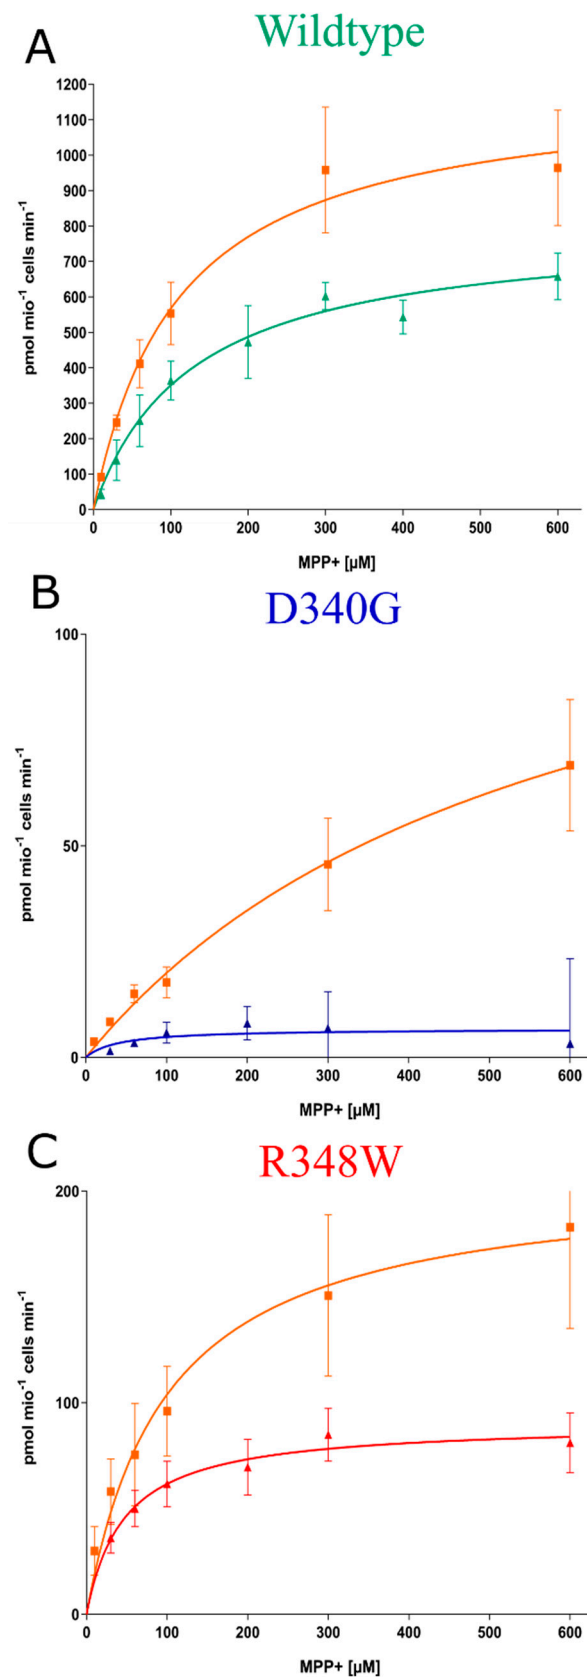 A
Wildtype
1200
1100
1000
900
800
700
600
500
400
300
200
100
0
pmol mio⁻¹ cells min⁻¹
0 100 200 300 400 500 600
MPP+ [µM]
B
D340G
100
50
0
pmol mio⁻¹ cells min⁻¹
0 100 200 300 400 500 600
MPP+ [µM]
C
R348W
200
100
0
pmol mio⁻¹ cells min⁻¹
0 100 200 300 400 500 600
MPP+ [µM]